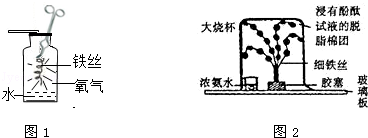 铁丝
氧气
水
图1
浸有酚酞
试液的脱
脂棉团
大烧杯
细铁丝
浓氨水
胶塞
玻
璃
板
图2